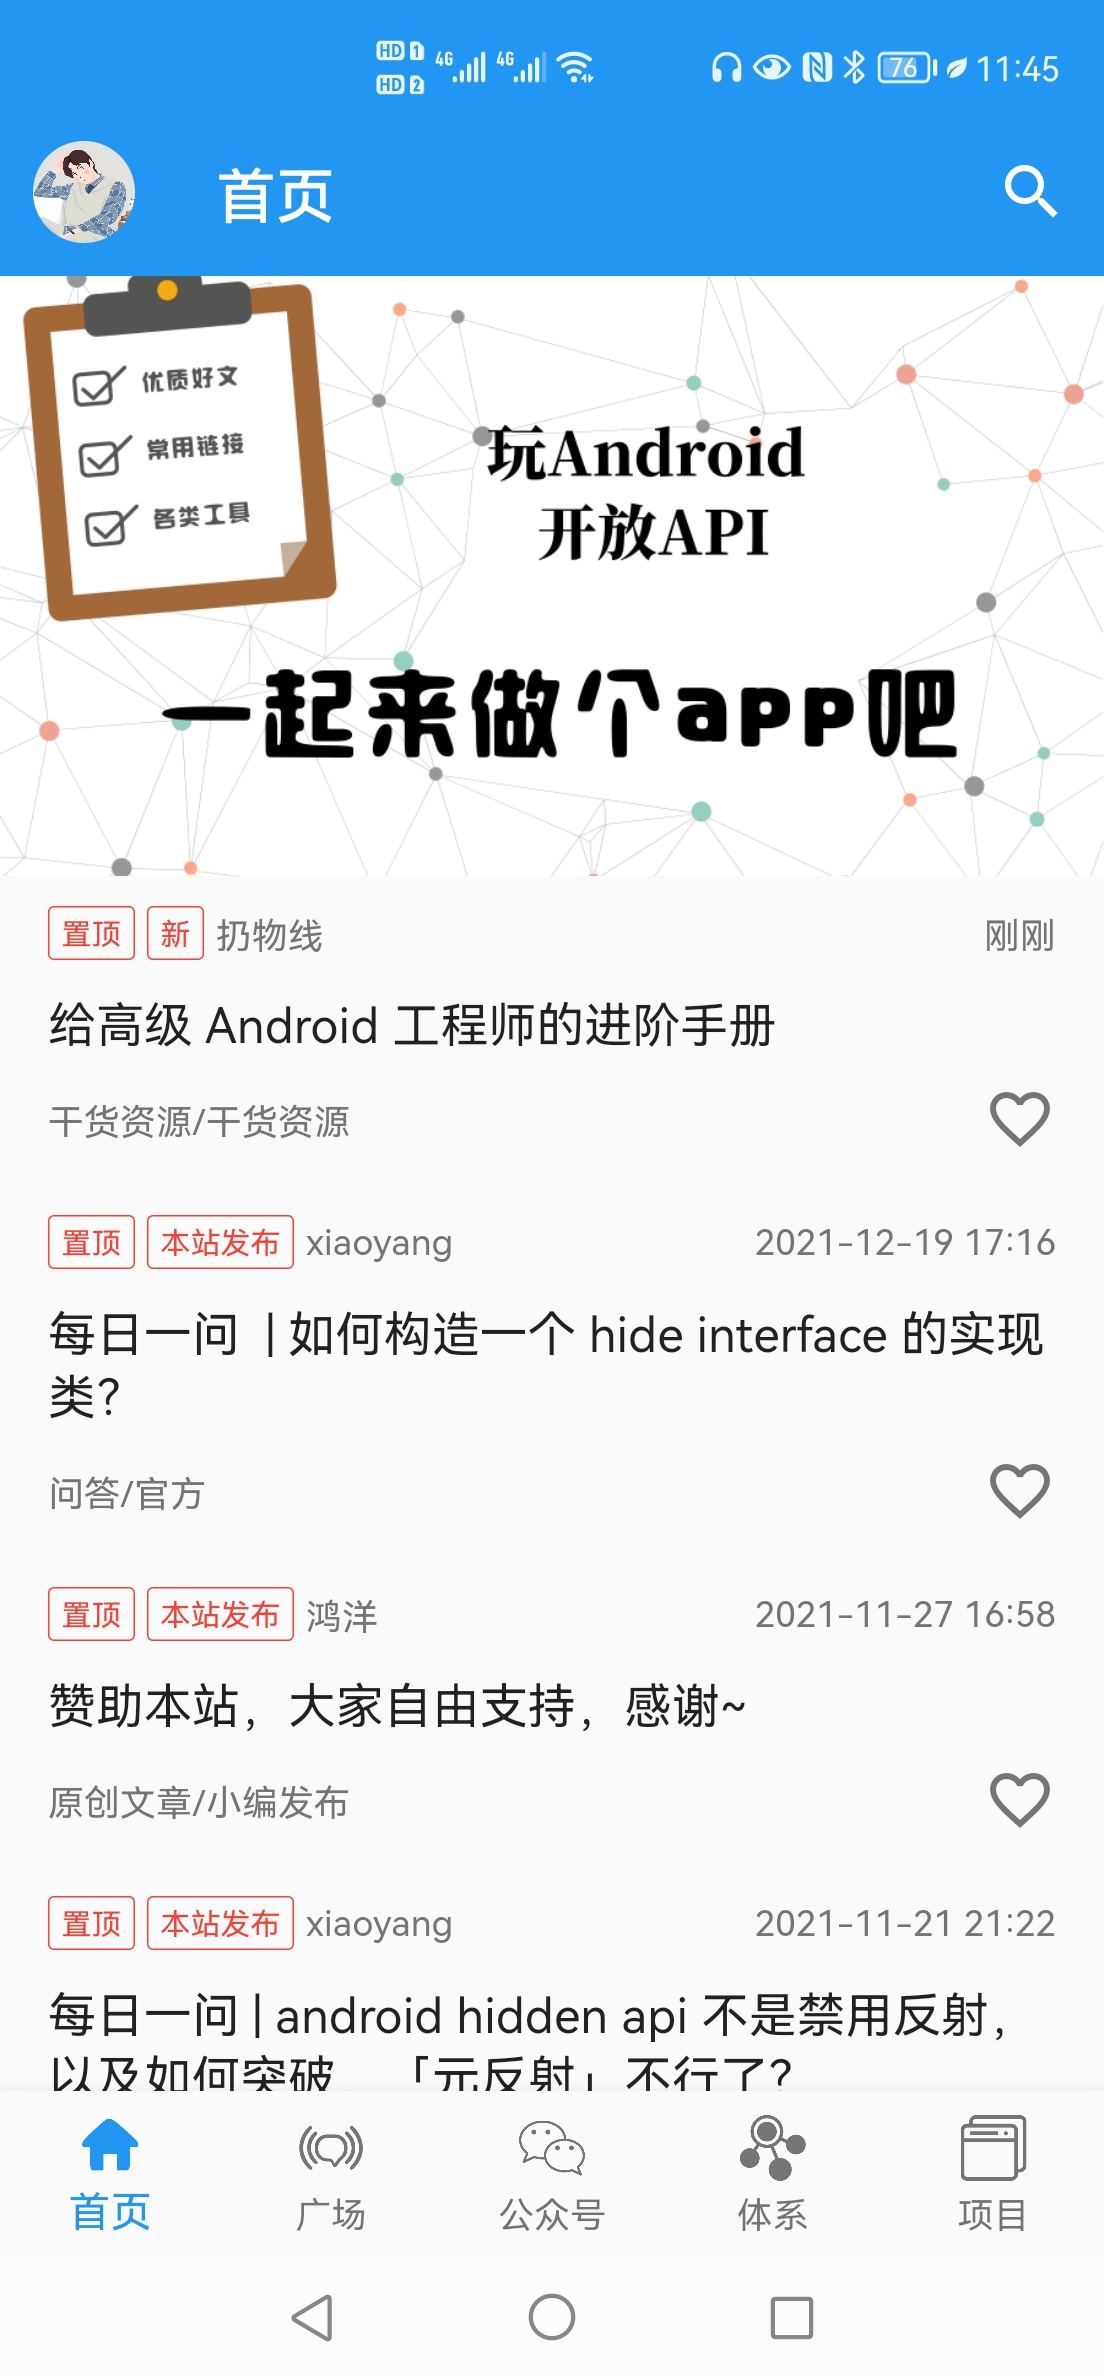 HD 1 4G 4G 76 11:45
HD 2
首页
优质好文
常用链接
各类工具
玩Android
开放API
一起来做个app吧
置顶 新 扔物线 刚刚
给高级 Android 工程师的进阶手册
干货资源/干货资源
置顶 本站发布 xiaoyang 2021-12-19 17:16
每日一问 | 如何构造一个 hide interface 的实现
类?
问答/官方
置顶 本站发布 鸿洋 2021-11-27 16:58
赞助本站，大家自由支持，感谢~
原创文章/小编发布
置顶 本站发布 xiaoyang 2021-11-21 21:22
每日一问 | android hidden api 不是禁用反射，
以及如何突破 「元反射」不行了?
首页 广场 公众号 体系 项目